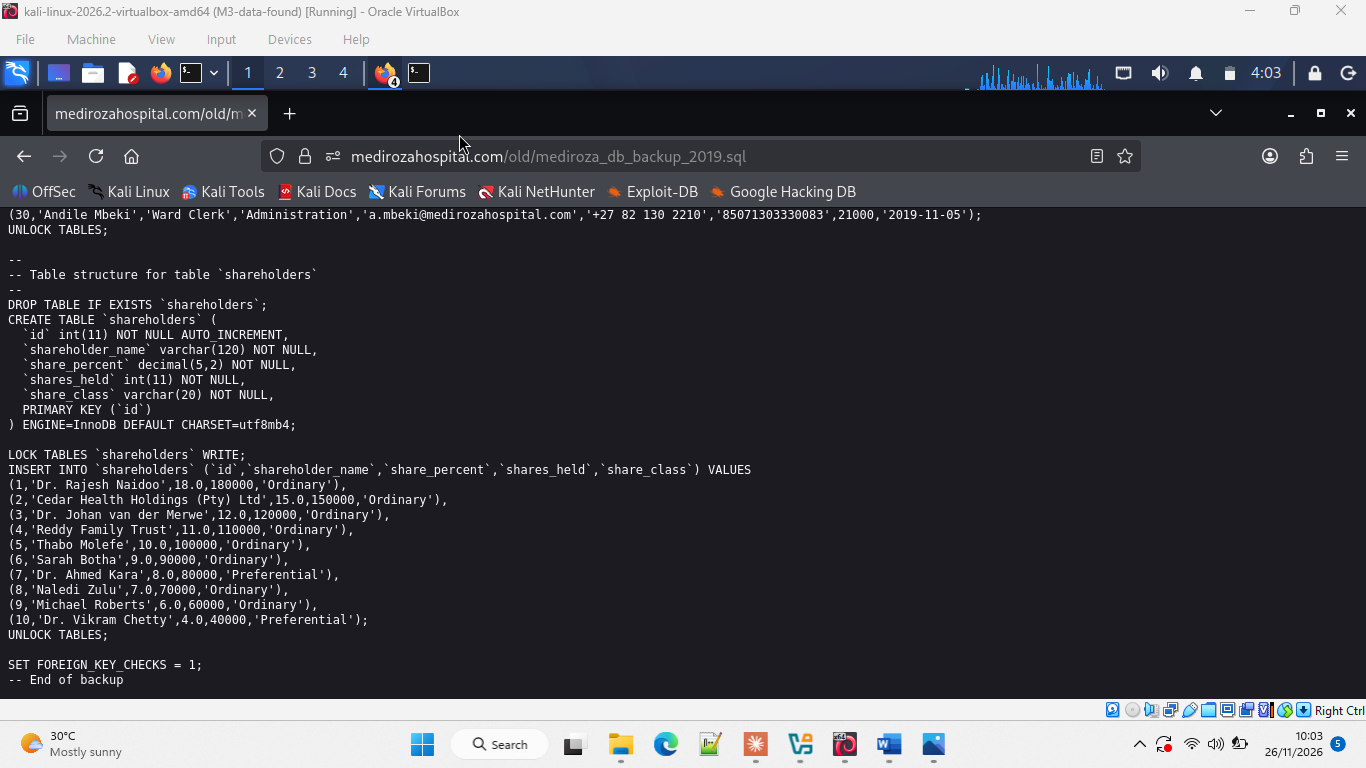 kali-linux-2026.2-virtualbox-amd64 (M3-data-found) [Running] - Oracle VirtualBox
File Machine View Input Devices Help
1 2 3 4 4 4:03
medirozahospital.com/old/m
medirozahospital.com/old/mediroza_db_backup_2019.sql
OffSec Kali Linux Kali Tools Kali Docs Kali Forums Kali NetHunter Exploit-DB Google Hacking DB
(30,'Andile Mbeki','Ward Clerk','Administration','a.mbeki@medirozahospital.com','+27 82 130 2210','85071303330083',21000,'2019-11-05');
UNLOCK TABLES;
--
-- Table structure for table `shareholders`
--
DROP TABLE IF EXISTS `shareholders`;
CREATE TABLE `shareholders` (
`id` int(11) NOT NULL AUTO_INCREMENT,
`shareholder_name` varchar(120) NOT NULL,
`share_percent` decimal(5,2) NOT NULL,
`shares_held` int(11) NOT NULL,
`share_class` varchar(20) NOT NULL,
PRIMARY KEY (`id`)
) ENGINE=InnoDB DEFAULT CHARSET=utf8mb4;
LOCK TABLES `shareholders` WRITE;
INSERT INTO `shareholders` (`id`,`shareholder_name`,`share_percent`,`shares_held`,`share_class`) VALUES
(1,'Dr. Rajesh Naidoo',18.0,180000,'Ordinary'),
(2,'Cedar Health Holdings (Pty) Ltd',15.0,150000,'Ordinary'),
(3,'Dr. Johan van der Merwe',12.0,120000,'Ordinary'),
(4,'Reddy Family Trust',11.0,110000,'Ordinary'),
(5,'Thabo Molefe',10.0,100000,'Ordinary'),
(6,'Sarah Botha',9.0,90000,'Ordinary'),
(7,'Dr. Ahmed Kara',8.0,80000,'Preferential'),
(8,'Naledi Zulu',7.0,70000,'Ordinary'),
(9,'Michael Roberts',6.0,60000,'Ordinary'),
(10,'Dr. Vikram Chetty',4.0,40000,'Preferential');
UNLOCK TABLES;
SET FOREIGN_KEY_CHECKS = 1;
-- End of backup
Right Ctrl
30°C
Mostly sunny
Search
10:03
26/11/2026
5